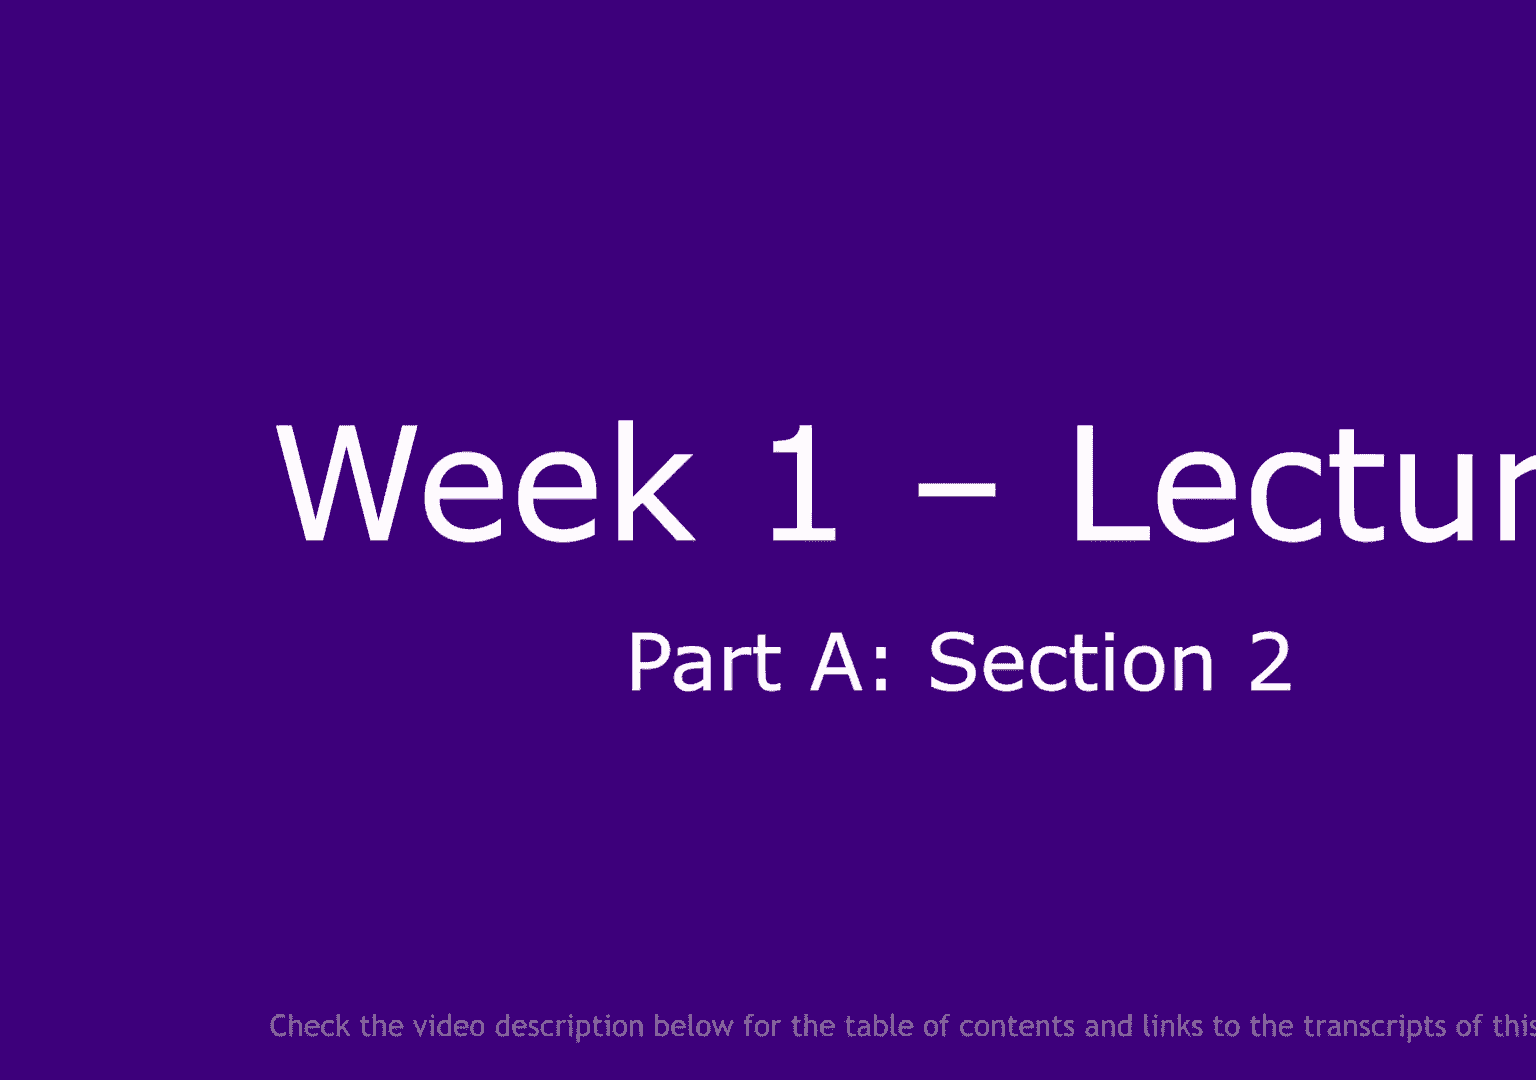 Week 1 – Lectur
Part A: Section 2
Check the video description below for the table of contents and links to the transcripts of this